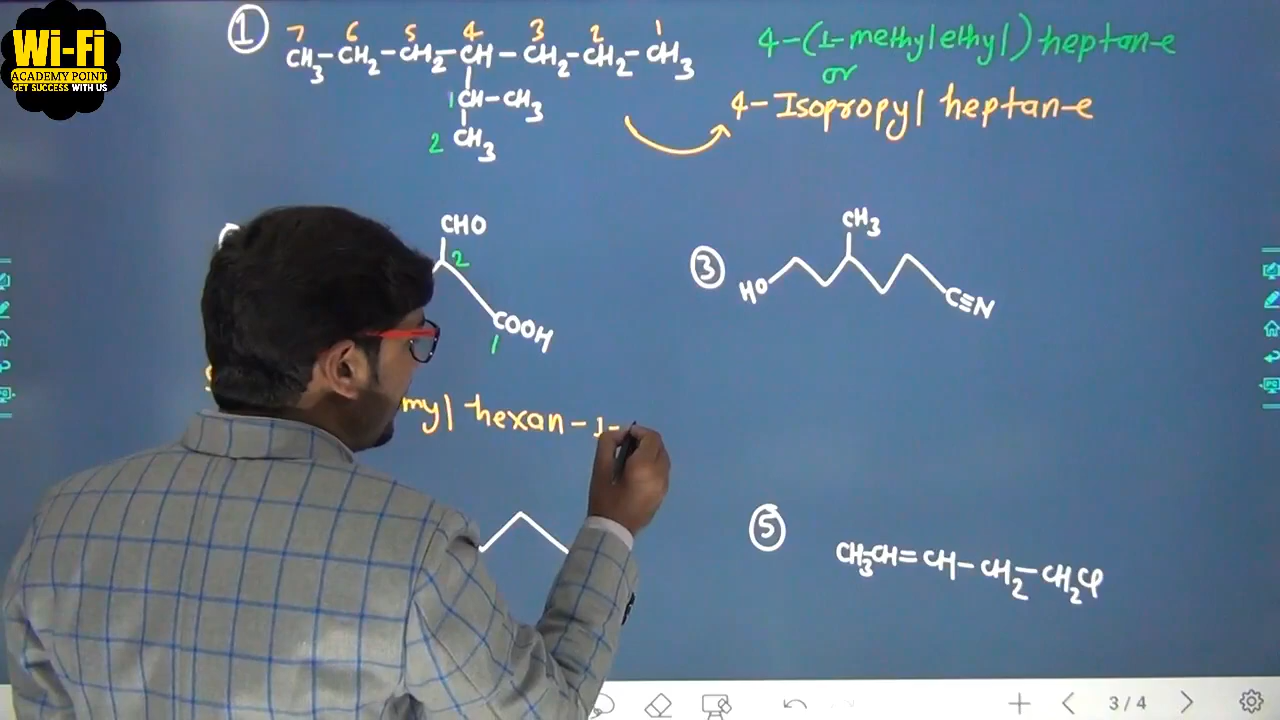 Wi-Fi
ACADEMY POINT
GET SUCCESS WITH US
1
7 6 5 4 3 2 1
CH3-CH2-CH2-CH-CH2-CH2-CH3
1 CH-CH3
2 CH3
4-(1-methylethyl)heptan-e
or
4-Isopropyl heptan-e
CHO
2
COOH
1
myl hexan-1-
3
CH3
HO
C≡N
5
CH3CH=CH-CH2-CH2Cl
3/4